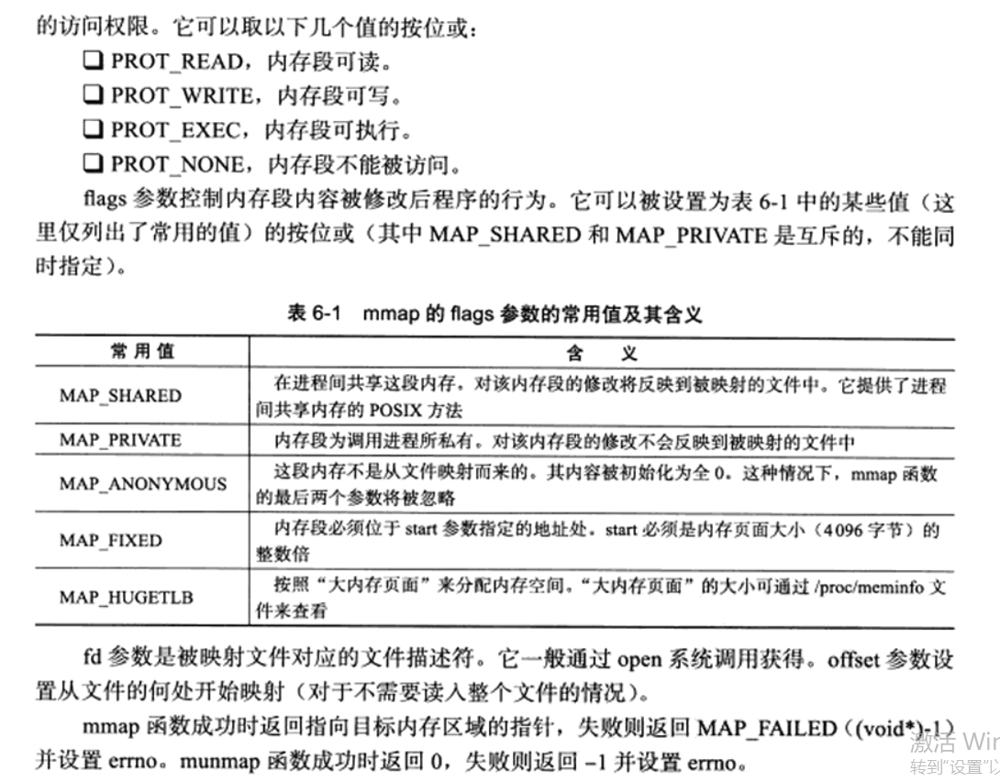 的访问权限。它可以取以下几个值的按位或：
❑ PROT_READ，内存段可读。
❑ PROT_WRITE，内存段可写。
❑ PROT_EXEC，内存段可执行。
❑ PROT_NONE，内存段不能被访问。
flags 参数控制内存段内容被修改后程序的行为。它可以被设置为表 6-1 中的某些值（这
里仅列出了常用的值）的按位或（其中 MAP_SHARED 和 MAP_PRIVATE 是互斥的，不能同
时指定）。
表 6-1 mmap 的 flags 参数的常用值及其含义
常用值 含 义
MAP_SHARED 在进程间共享这段内存。对该内存段的修改将反映到被映射的文件中。它提供了进程
间共享内存的 POSIX 方法
MAP_PRIVATE 内存段为调用进程所私有。对该内存段的修改不会反映到被映射的文件中
MAP_ANONYMOUS 这段内存不是从文件映射而来的。其内容被初始化为全 0。这种情况下，mmap 函数
的最后两个参数将被忽略
MAP_FIXED 内存段必须位于 start 参数指定的地址处。start 必须是内存页面大小（4096 字节）的
整数倍
MAP_HUGETLB 按照“大内存页面”来分配内存空间。“大内存页面”的大小可通过 /proc/meminfo 文
件来查看
fd 参数是被映射文件对应的文件描述符。它一般通过 open 系统调用获得。offset 参数设
置从文件的何处开始映射（对于不需要读入整个文件的情况）。
mmap 函数成功时返回指向目标内存区域的指针，失败则返回 MAP_FAILED（(void*)-1）
并设置 errno。munmap 函数成功时返回 0，失败则返回 –1 并设置 errno。
激活 Win
转到"设置"以